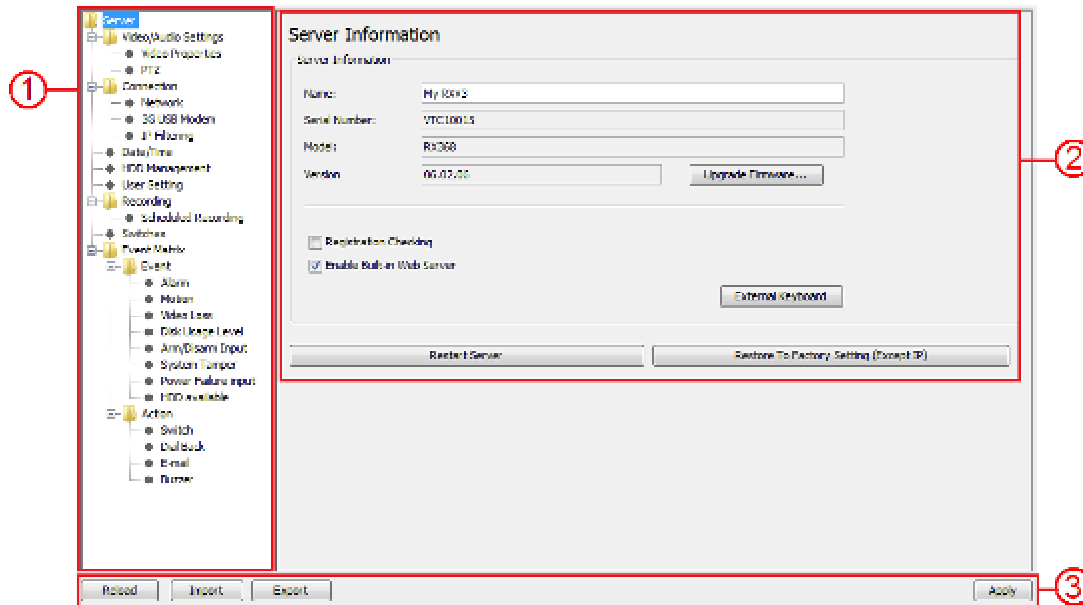 Server
Video/Audio Settings
Video Properties
PTZ
Connection
Network
3G USB Modem
IP Filtering
Date/Time
HDD Management
User Setting
Recording
Scheduled Recording
Switches
Event Matrix
Event
Alarm
Motion
Video Loss
Disk Usage Level
Arm/Disarm Input
System Tamper
Power Failure input
HDD available
Action
Switch
Dial Back
E-mail
Buzzer
1
Server Information
Server Information
Name:
Serial Number:
Model: RX368
Version 06.02.06 Upgrade Firmware...
Registration Checking
Enable Built-in Web Server
External Keyboard
Restart Server Restore To Factory Setting (Except IP)
2
Reload Import Export Apply
3